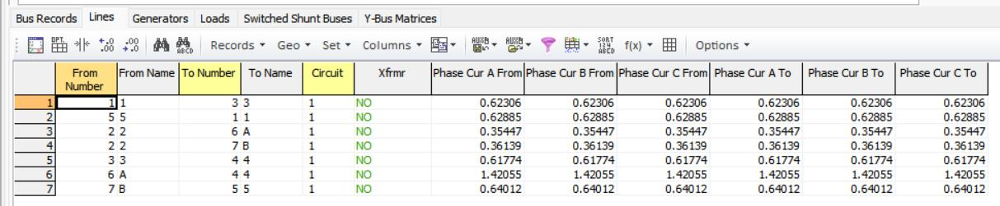 Bus Records Lines Generators Loads Switched Shunt Buses Y-Bus Matrices
Records Geo Set Columns AUXB AUXB SORT 124 ABCD f(x) Options
From Number From Name To Number To Name Circuit Xfrmr Phase Cur A From Phase Cur B From Phase Cur C From Phase Cur A To Phase Cur B To Phase Cur C To
1 1 1 3 3 1 NO 0.62306 0.62306 0.62306 0.62306 0.62306 0.62306
2 5 5 1 1 1 NO 0.62885 0.62885 0.62885 0.62885 0.62885 0.62885
3 2 2 6 A 1 NO 0.35447 0.35447 0.35447 0.35447 0.35447 0.35447
4 2 2 7 B 1 NO 0.36139 0.36139 0.36139 0.36139 0.36139 0.36139
5 3 3 4 4 1 NO 0.61774 0.61774 0.61774 0.61774 0.61774 0.61774
6 6 A 4 4 1 NO 1.42055 1.42055 1.42055 1.42055 1.42055 1.42055
7 7 B 5 5 1 NO 0.64012 0.64012 0.64012 0.64012 0.64012 0.64012